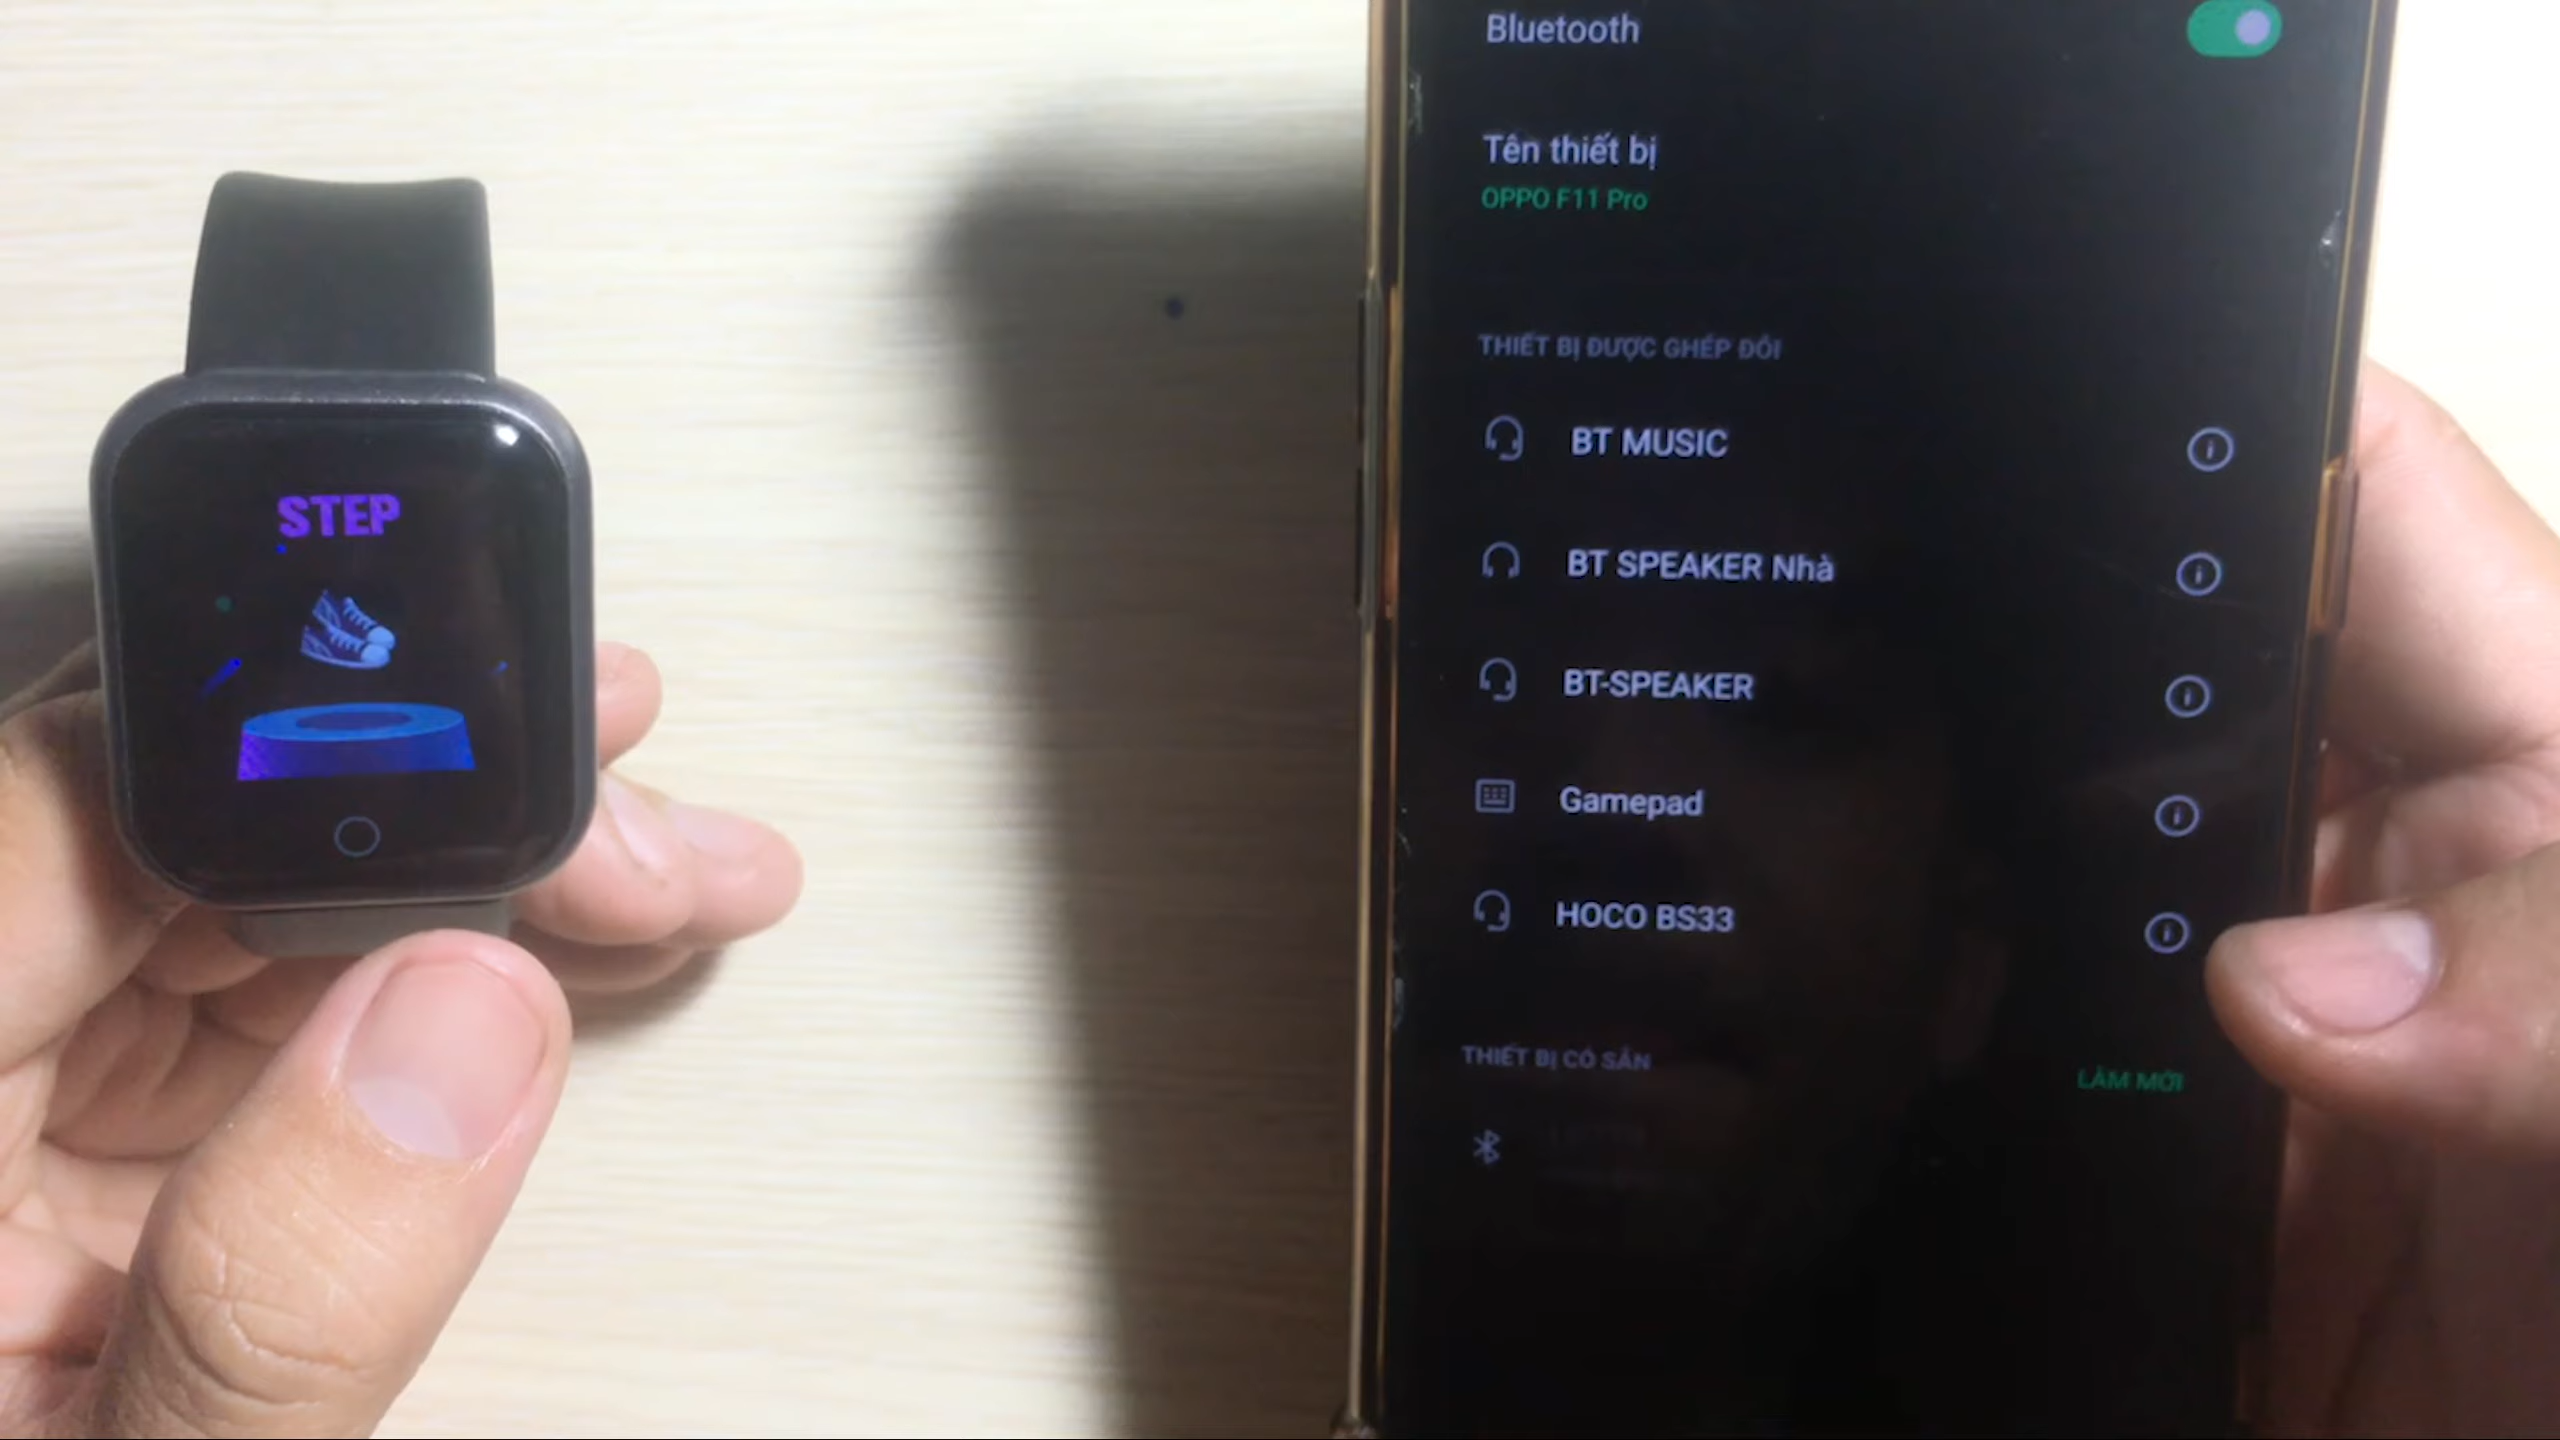 STEP
Bluetooth
Tên thiết bị
OPPO F11 Pro
THIẾT BỊ ĐƯỢC GHÉP ĐÔI
BT MUSIC
BT SPEAKER Nhà
BT-SPEAKER
Gamepad
HOCO BS33
THIẾT BỊ CÓ SẴN
LÀM MỚI